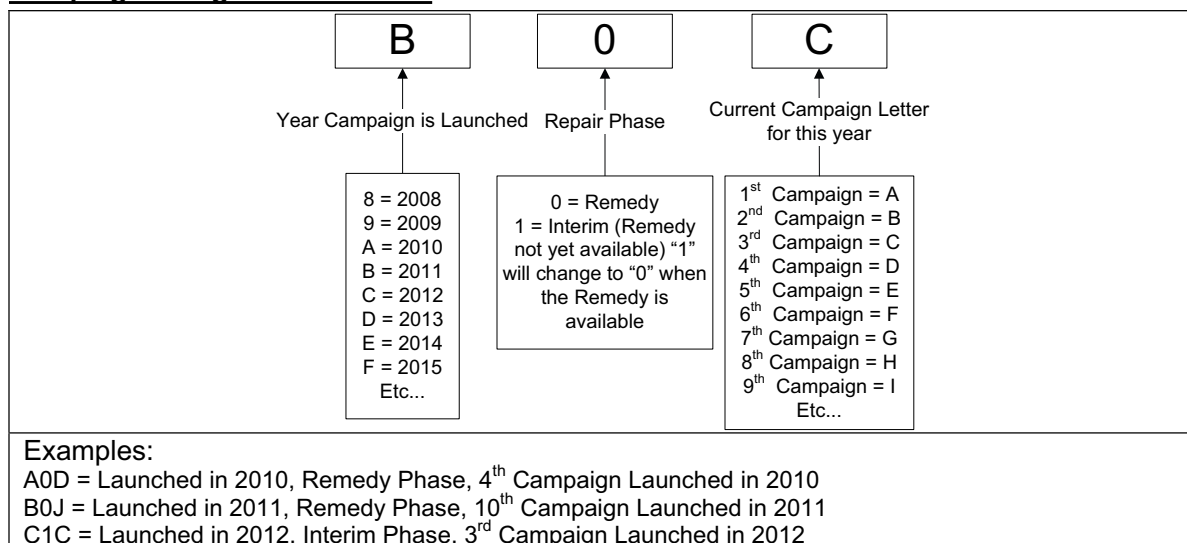 B 0 C
Year Campaign is Launched
Repair Phase
Current Campaign Letter
for this year
8 = 2008
9 = 2009
A = 2010
B = 2011
C = 2012
D = 2013
E = 2014
F = 2015
Etc...
0 = Remedy
1 = Interim (Remedy
not yet available) “1”
will change to “0” when
the Remedy is
available
1st Campaign = A
2nd Campaign = B
3rd Campaign = C
4th Campaign = D
5th Campaign = E
6th Campaign = F
7th Campaign = G
8th Campaign = H
9th Campaign = I
Etc...
Examples:
A0D = Launched in 2010, Remedy Phase, 4th Campaign Launched in 2010
B0J = Launched in 2011, Remedy Phase, 10th Campaign Launched in 2011
C1C = Launched in 2012, Interim Phase, 3rd Campaign Launched in 2012